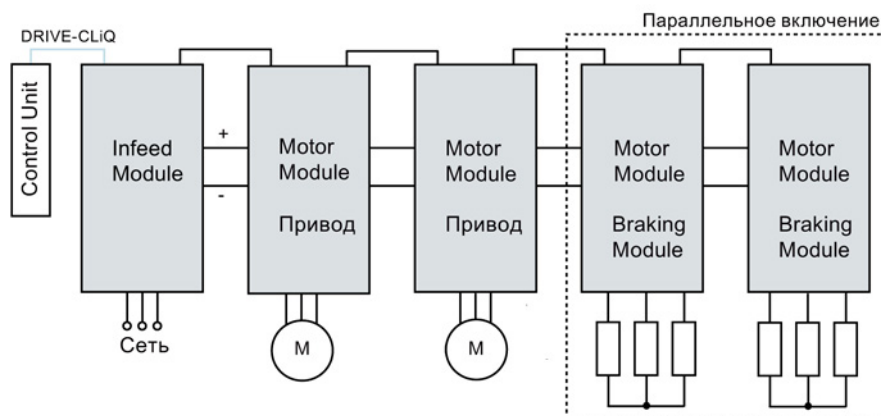 Параллельное включение
DRIVE-CLiQ
Control Unit
Infeed
Module
+
-
Motor
Module
Привод
Motor
Module
Привод
Motor
Module
Braking
Module
Motor
Module
Braking
Module
Сеть
M
M